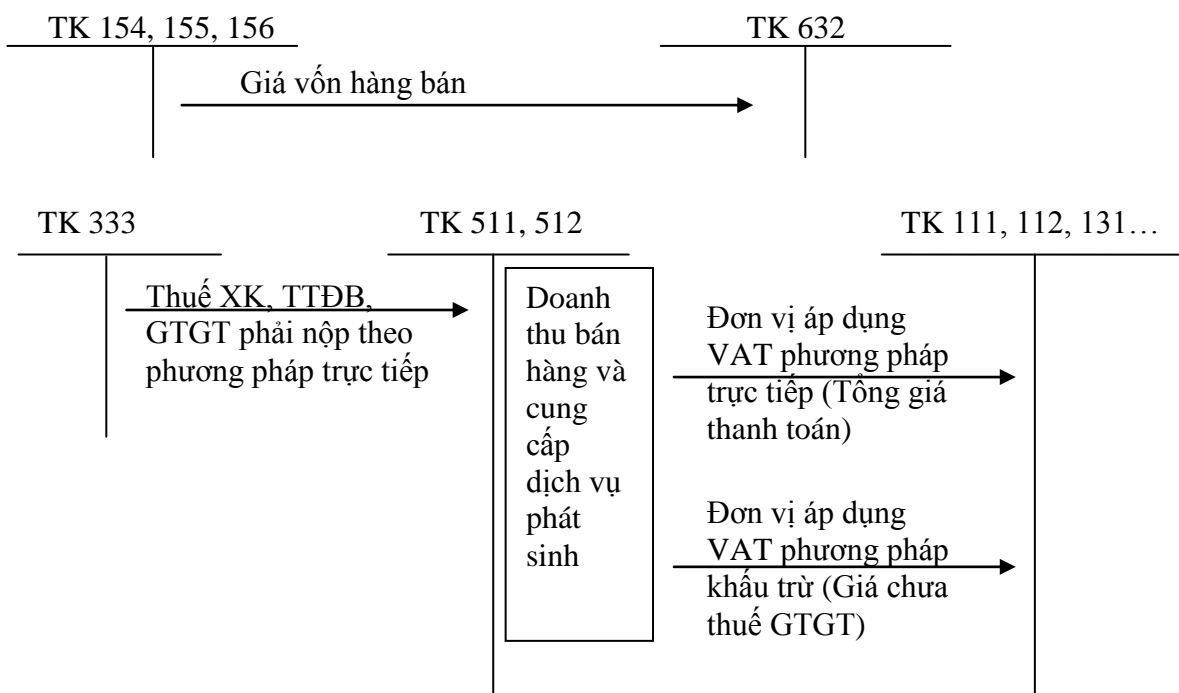 TK 154, 155, 156
TK 632
Giá vốn hàng bán
TK 333
TK 511, 512
TK 111, 112, 131…
Thuế XK, TTĐB,
GTGT phải nộp theo
phương pháp trực tiếp
Doanh
thu bán
hàng và
cung
cấp
dịch vụ
phát
sinh
Đơn vị áp dụng
VAT phương pháp
trực tiếp (Tổng giá
thanh toán)
Đơn vị áp dụng
VAT phương pháp
khấu trừ (Giá chưa
thuế GTGT)